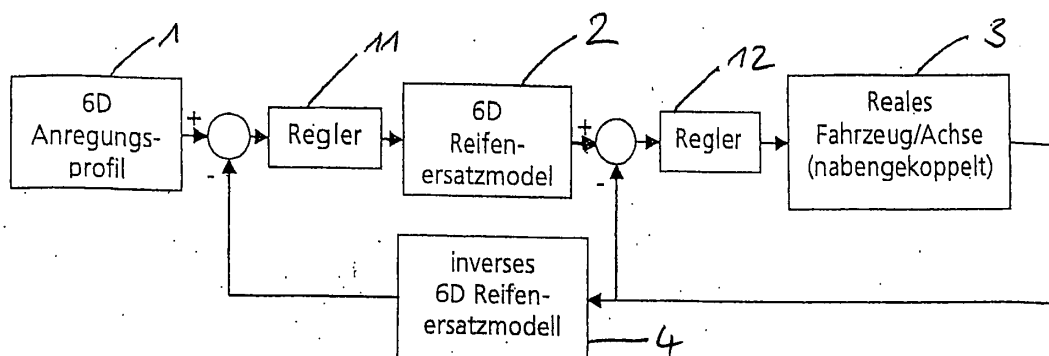 1
11
2
12
3
6D
Anregungs-
profil
+
-
Regler
6D
Reifen-
ersatzmodel
+
-
Regler
Reales
Fahrzeug/Achse
(nabengekoppelt)
inverses
6D Reifen-
ersatzmodell
4